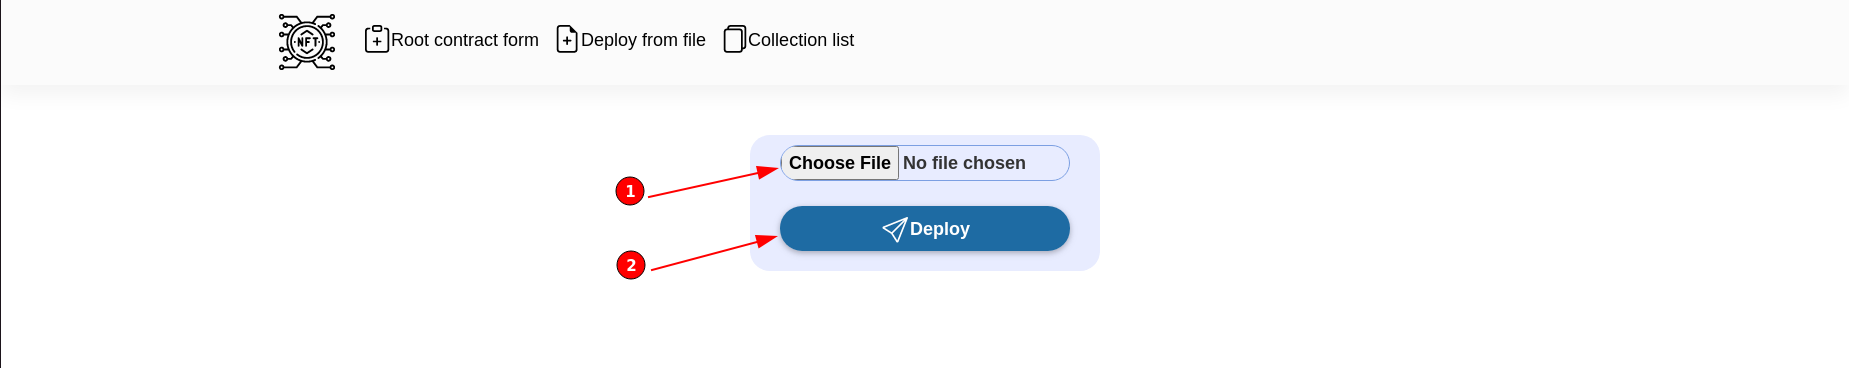 NFT
Root contract form
Deploy from file
Collection list
Choose File No file chosen
1
Deploy
2